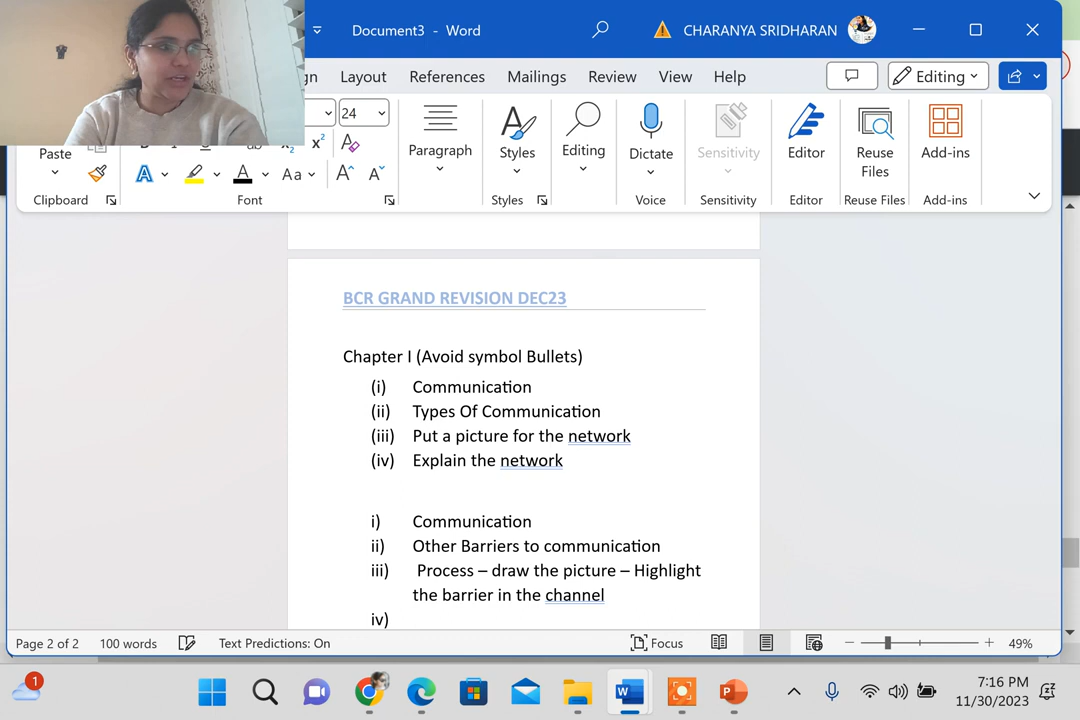 Document3 - Word
CHARANYA SRIDHARAN
Layout References Mailings Review View Help
Editing
24
Paste
Aa
Paragraph
Styles
Editing
Dictate
Sensitivity
Editor
Reuse Files
Add-ins
Clipboard
Font
Styles
Voice
Sensitivity
Editor
Reuse Files
Add-ins
BCR GRAND REVISION DEC23
Chapter I (Avoid symbol Bullets)
(i) Communication
(ii) Types Of Communication
(iii) Put a picture for the network
(iv) Explain the network
i) Communication
ii) Other Barriers to communication
iii) Process – draw the picture – Highlight
the barrier in the channel
iv)
Page 2 of 2 100 words Text Predictions: On Focus 49%
1
7:16 PM
11/30/2023